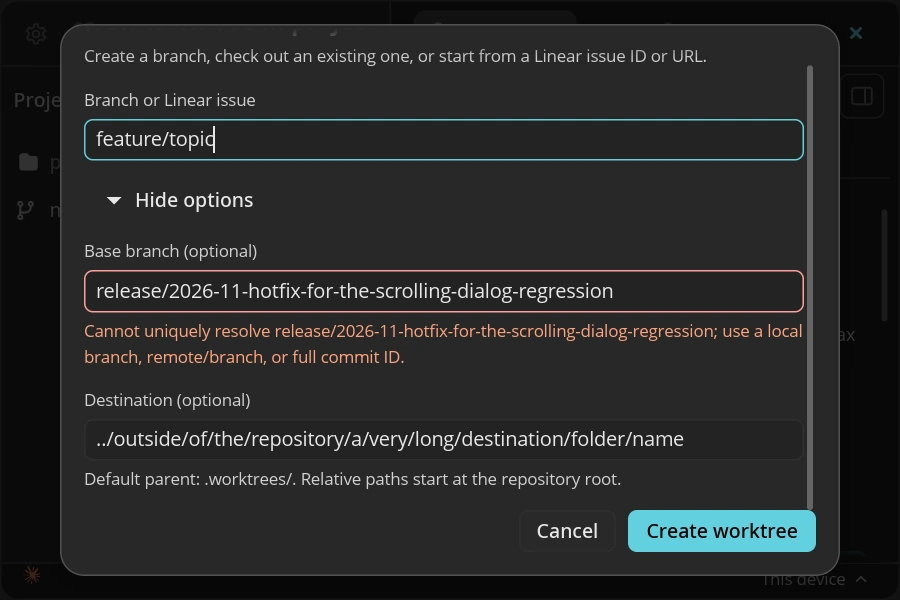 Create a branch, check out an existing one, or start from a Linear issue ID or URL.
Proje
Branch or Linear issue
feature/topic
Hide options
Base branch (optional)
release/2026-11-hotfix-for-the-scrolling-dialog-regression
Cannot uniquely resolve release/2026-11-hotfix-for-the-scrolling-dialog-regression; use a local
branch, remote/branch, or full commit ID.
ax
Destination (optional)
../outside/of/the/repository/a/very/long/destination/folder/name
Default parent: .worktrees/. Relative paths start at the repository root.
Cancel
Create worktree
This device